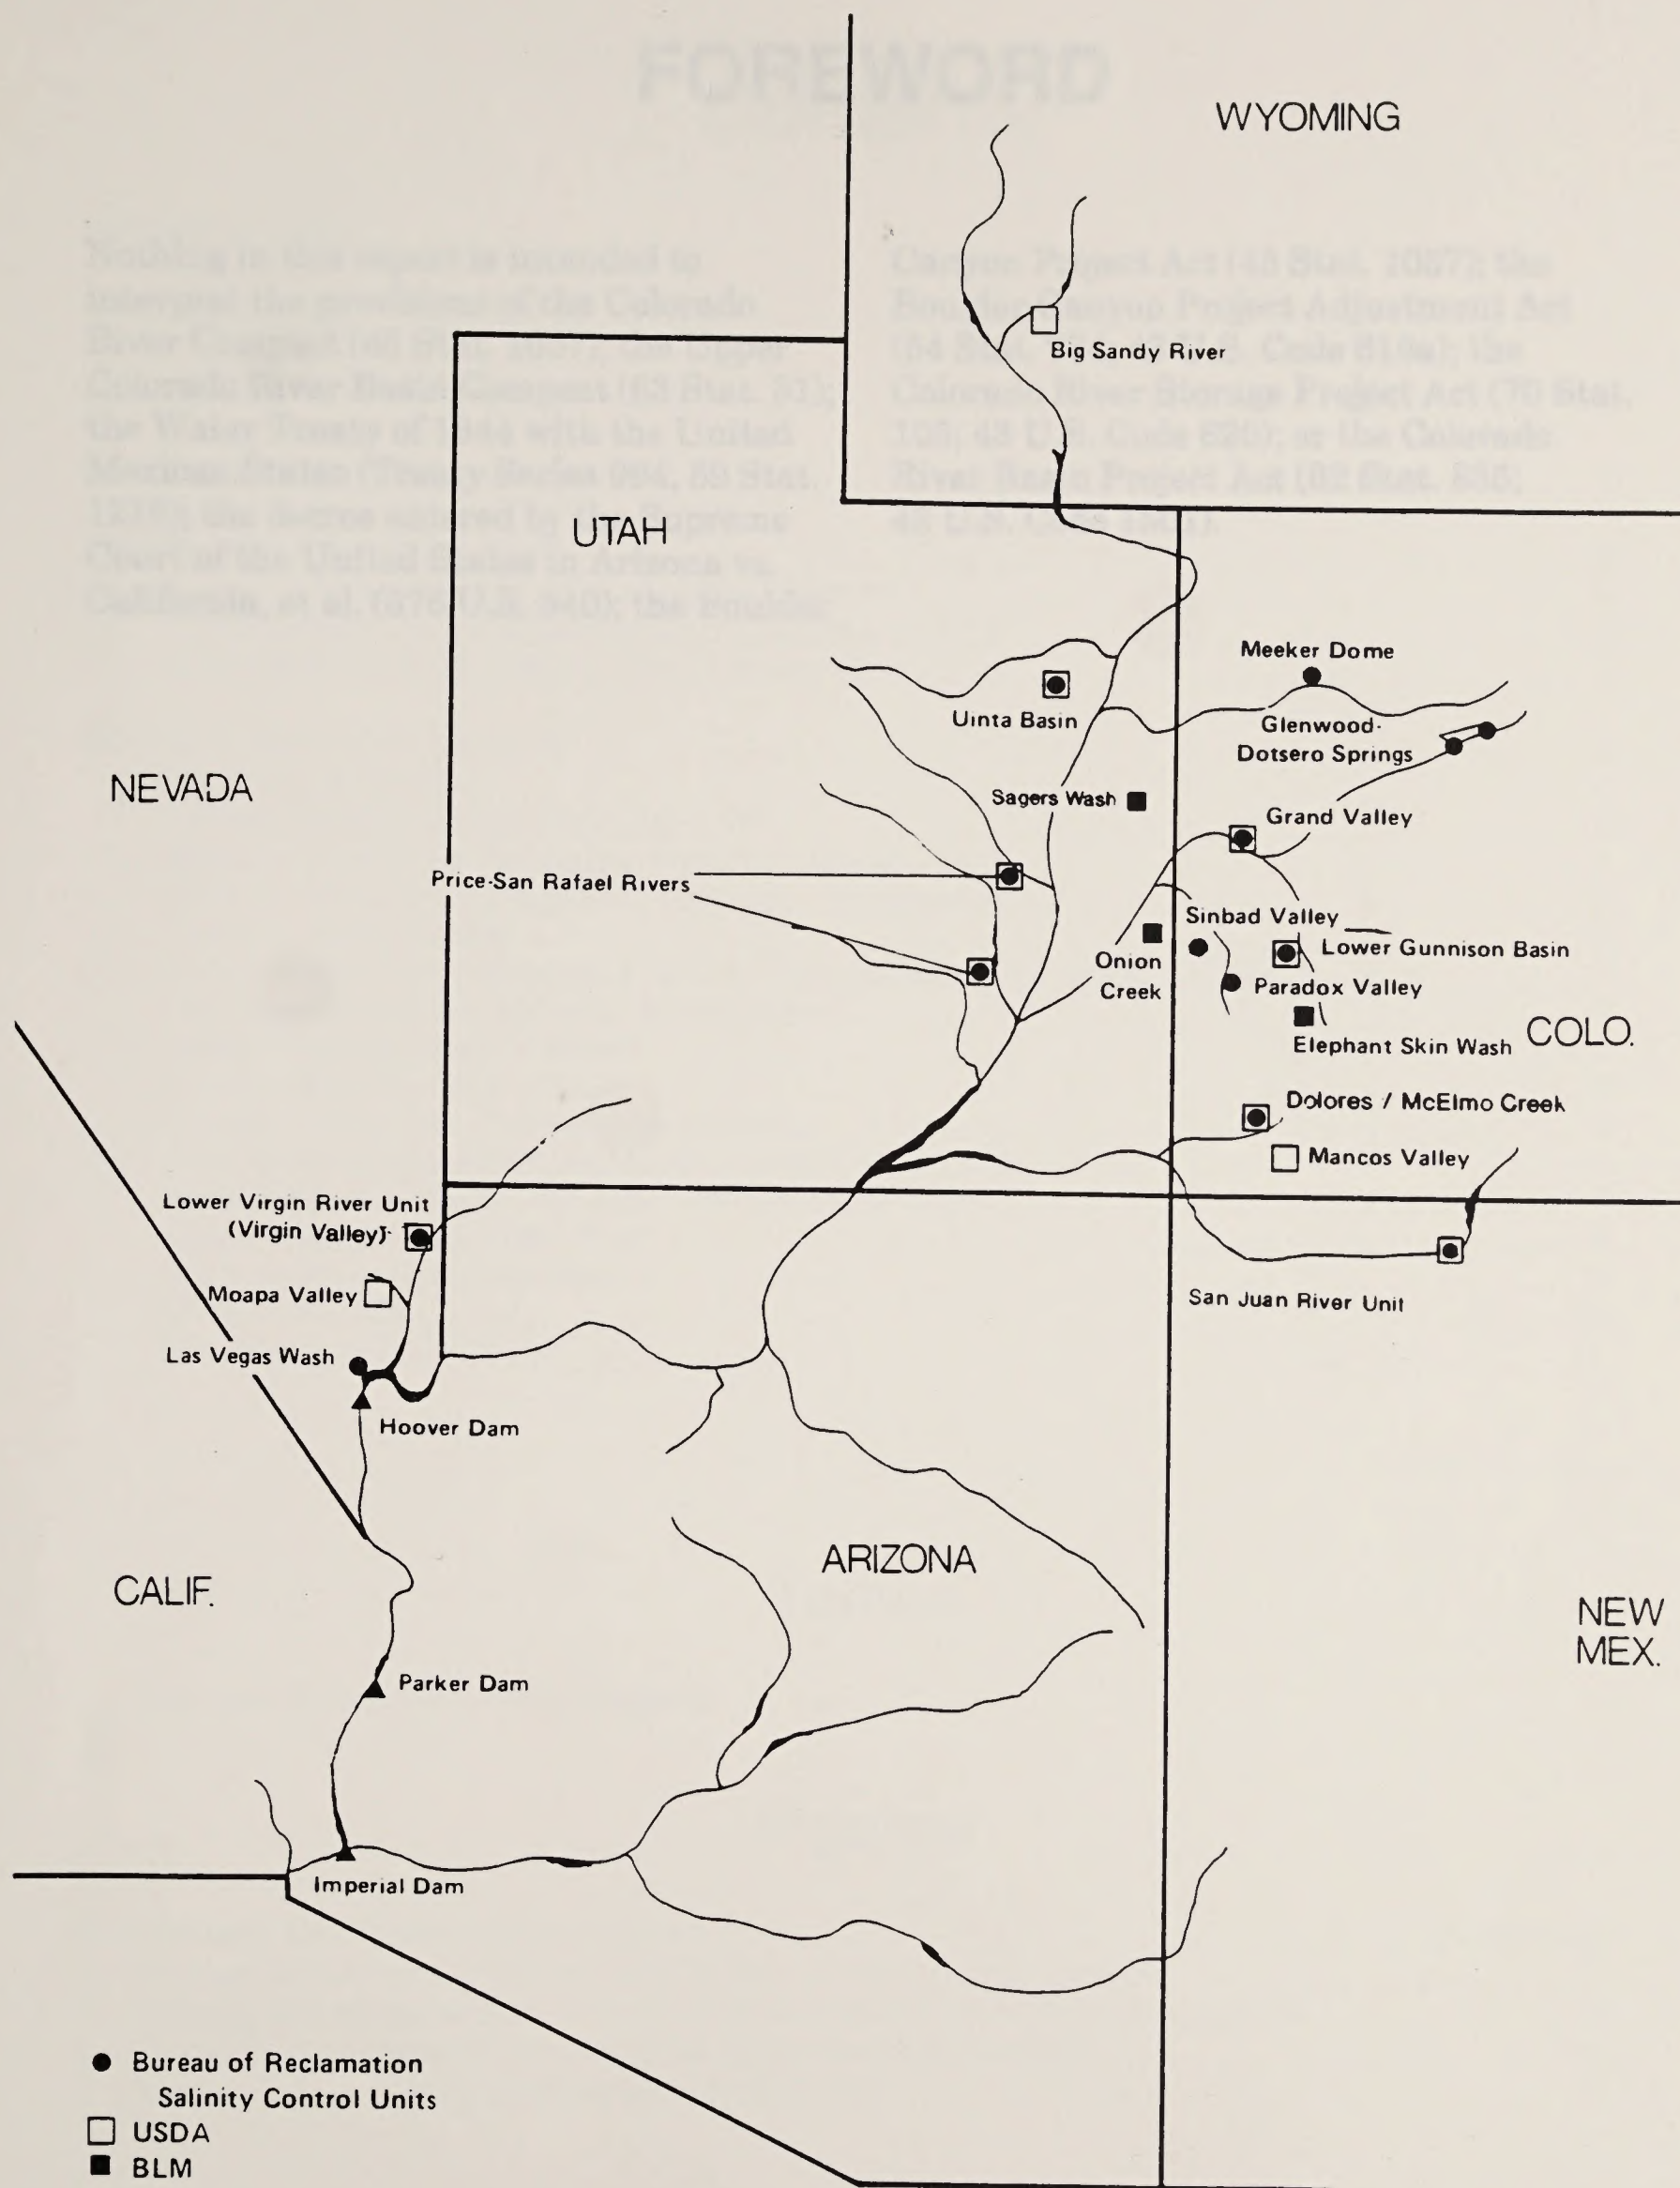 FOREWORD
WYOMING
Big Sandy River
UTAH
Meeker Dome
Uinta Basin
Glenwood-
Dotsero Springs
NEVADA
Sagers Wash
Grand Valley
Price-San Rafael Rivers
Sinbad Valley
Lower Gunnison Basin
Onion
Creek
Paradox Valley
COLO.
Elephant Skin Wash
Dolores / McElmo Creek
Mancos Valley
Lower Virgin River Unit
(Virgin Valley)
Moapa Valley
San Juan River Unit
Las Vegas Wash
Hoover Dam
ARIZONA
CALIF.
NEW
MEX.
Parker Dam
Imperial Dam
Bureau of Reclamation
Salinity Control Units
USDA
BLM